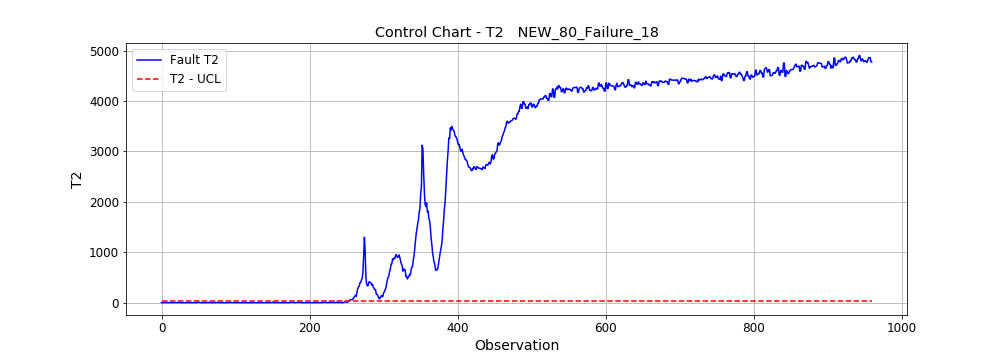 Control Chart - T2   NEW_80_Failure_18
Fault T2
T2 - UCL
5000
4000
3000
2000
1000
0
T2
0 200 400 600 800 1000
Observation